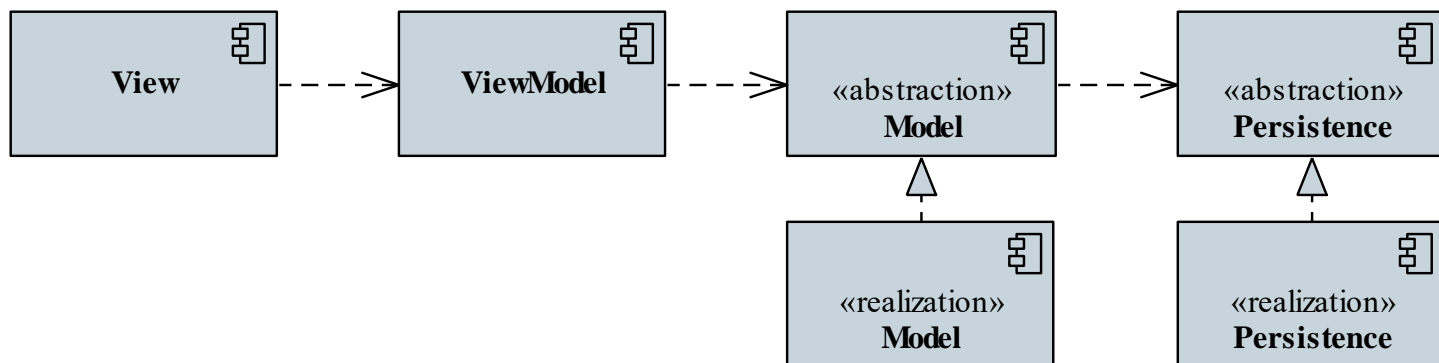 View
ViewModel
«abstraction»
Model
«abstraction»
Persistence
«realization»
Model
«realization»
Persistence